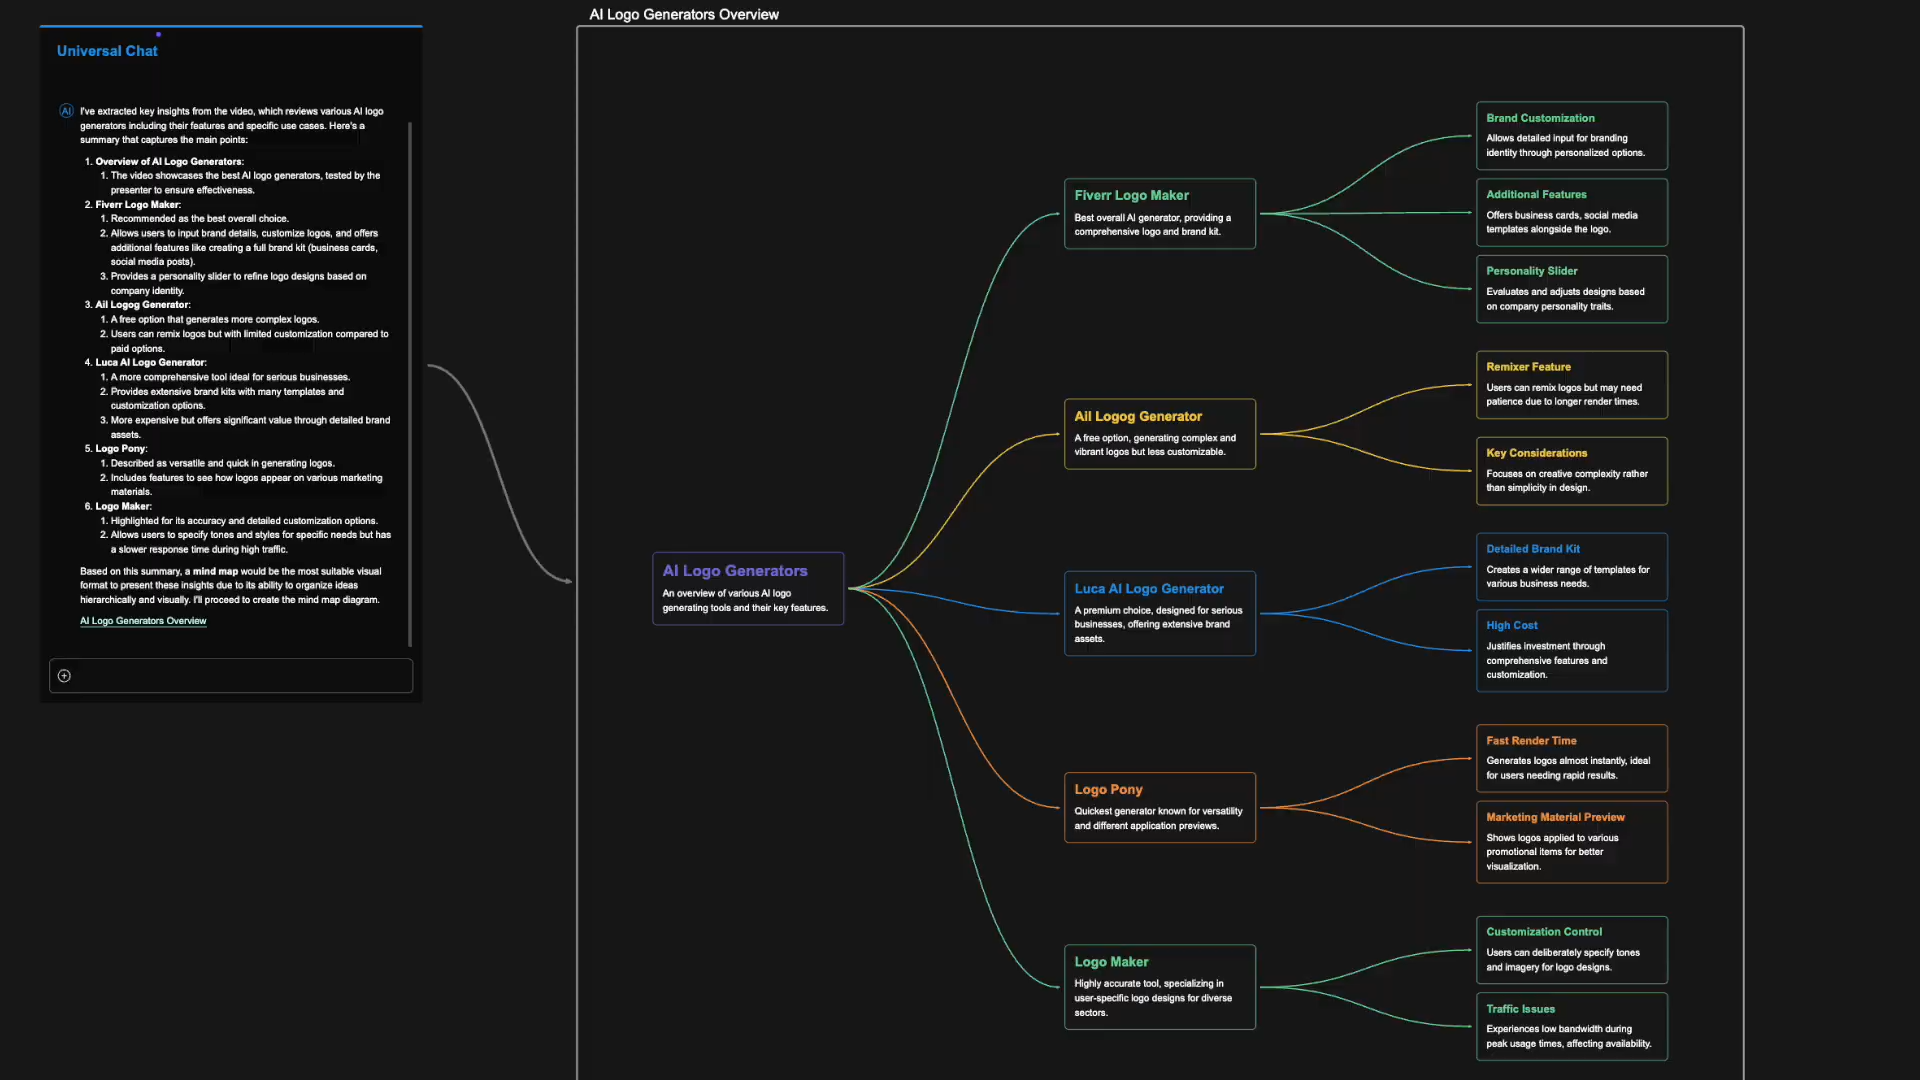 AI Logo Generators Overview
Universal Chat
AI
I've extracted key insights from the video, which reviews various AI logo
generators including their features and specific use cases. Here's a
summary that captures the main points:
1. Overview of AI Logo Generators:
1. The video showcases the best AI logo generators, tested by the
presenter to ensure effectiveness.
2. Fiverr Logo Maker:
1. Recommended as the best overall choice.
2. Allows users to input brand details, customize logos, and offers
additional features like creating a full brand kit (business cards,
social media posts).
3. Provides a personality slider to refine logo designs based on
company identity.
3. Ail Logog Generator:
1. A free option that generates more complex logos.
2. Users can remix logos but with limited customization compared to
paid options.
4. Luca AI Logo Generator:
1. A more comprehensive tool ideal for serious businesses.
2. Provides extensive brand kits with many templates and
customization options.
3. More expensive but offers significant value through detailed brand
assets.
5. Logo Pony:
1. Described as versatile and quick in generating logos.
2. Includes features to see how logos appear on various marketing
materials.
6. Logo Maker:
1. Highlighted for its accuracy and detailed customization options.
2. Allows users to specify tones and styles for specific needs but has
a slower response time during high traffic.
Based on this summary, a mind map would be the most suitable visual
format to present these insights due to its ability to organize ideas
hierarchically and visually. I'll proceed to create the mind map diagram.
AI Logo Generators Overview
AI Logo Generators
An overview of various AI logo
generating tools and their key features.
Fiverr Logo Maker
Best overall AI generator, providing a
comprehensive logo and brand kit.
Brand Customization
Allows detailed input for branding
identity through personalized options.
Additional Features
Offers business cards, social media
templates alongside the logo.
Personality Slider
Evaluates and adjusts designs based
on company personality traits.
Ail Logog Generator
A free option, generating complex and
vibrant logos but less customizable.
Remixer Feature
Users can remix logos but may need
patience due to longer render times.
Key Considerations
Focuses on creative complexity rather
than simplicity in design.
Luca AI Logo Generator
A premium choice, designed for serious
businesses, offering extensive brand
assets.
Detailed Brand Kit
Creates a wider range of templates for
various business needs.
High Cost
Justifies investment through
comprehensive features and
customization.
Logo Pony
Quickest generator known for versatility
and different application previews.
Fast Render Time
Generates logos almost instantly, ideal
for users needing rapid results.
Marketing Material Preview
Shows logos applied to various
promotional items for better
visualization.
Logo Maker
Highly accurate tool, specializing in
user-specific logo designs for diverse
sectors.
Customization Control
Users can deliberately specify tones
and imagery for logo designs.
Traffic Issues
Experiences low bandwidth during
peak usage times, affecting availability.